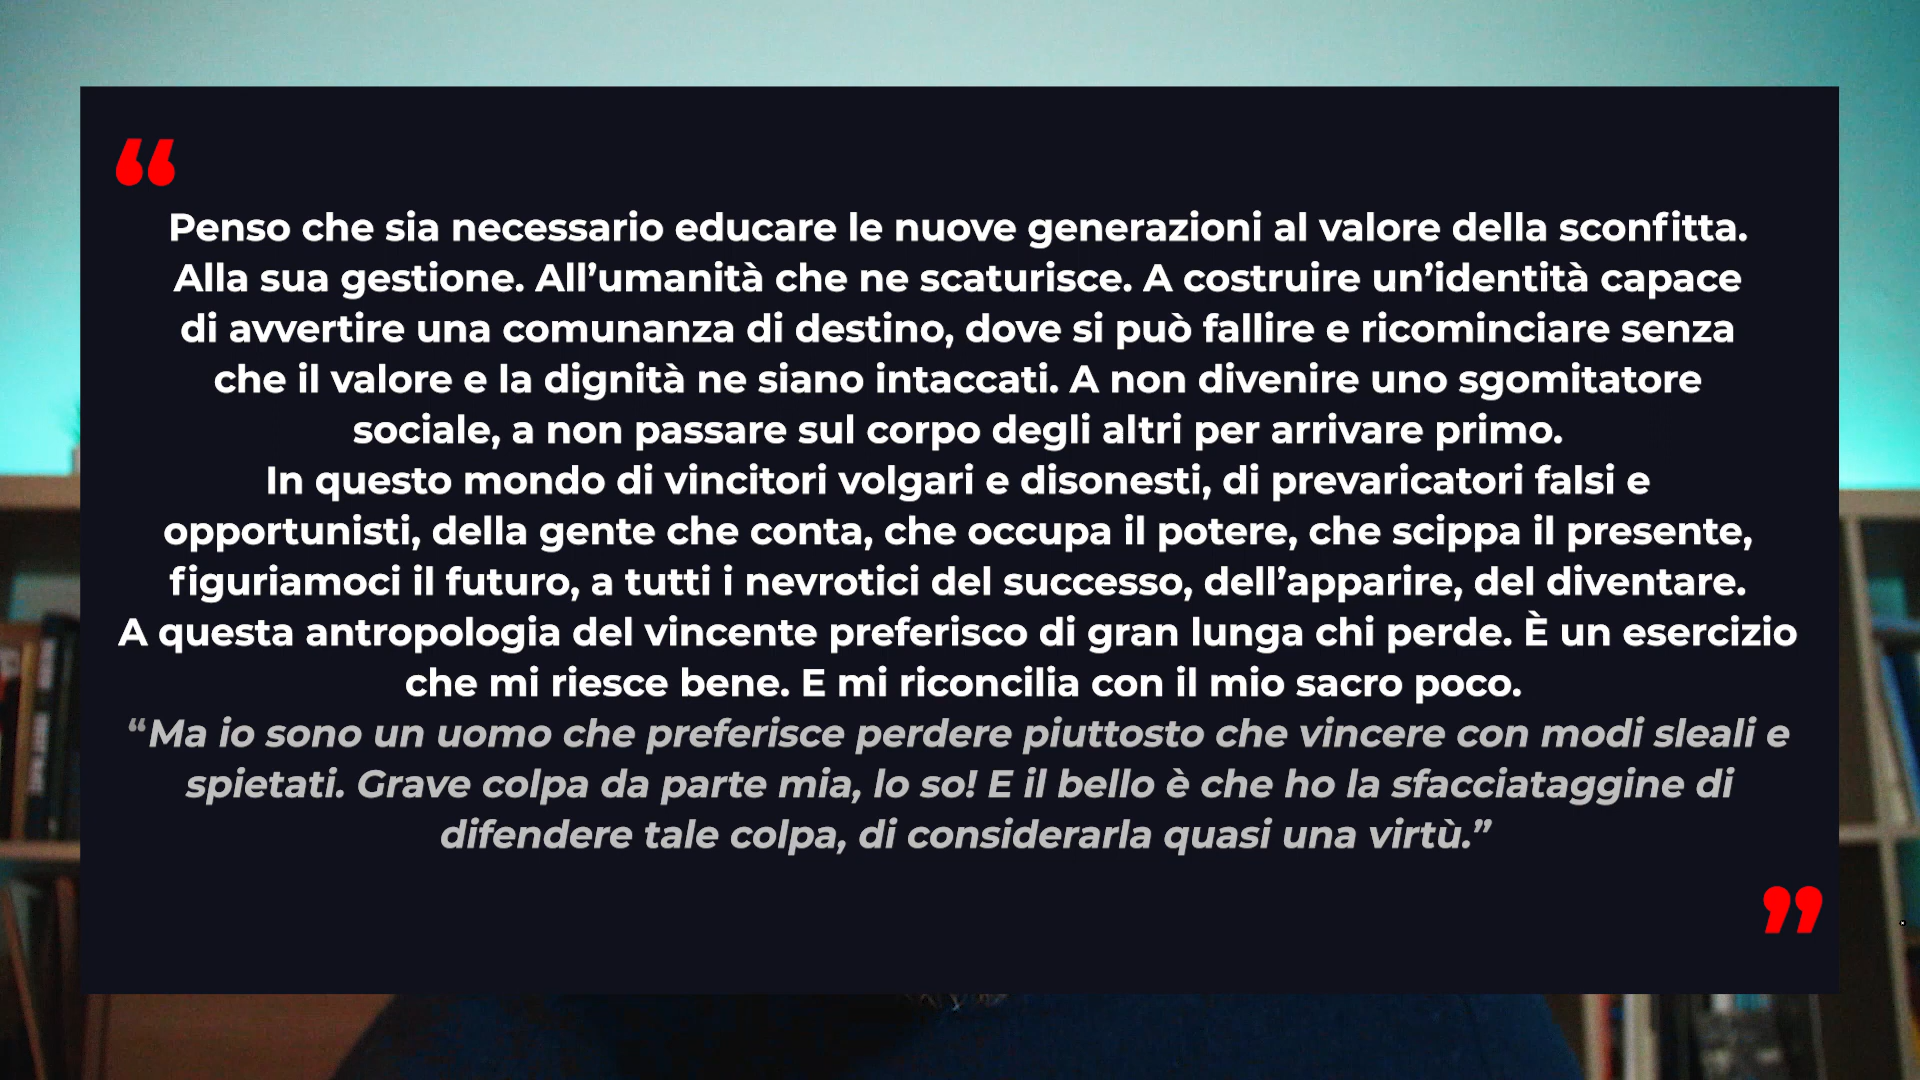 “
Penso che sia necessario educare le nuove generazioni al valore della sconfitta.
Alla sua gestione. All’umanità che ne scaturisce. A costruire un’identità capace
di avvertire una comunanza di destino, dove si può fallire e ricominciare senza
che il valore e la dignità ne siano intaccati. A non divenire uno sgomitatore
sociale, a non passare sul corpo degli altri per arrivare primo.
In questo mondo di vincitori volgari e disonesti, di prevaricatori falsi e
opportunisti, della gente che conta, che occupa il potere, che scippa il presente,
figuriamoci il futuro, a tutti i nevrotici del successo, dell’apparire, del diventare.
A questa antropologia del vincente preferisco di gran lunga chi perde. È un esercizio
che mi riesce bene. E mi riconcilia con il mio sacro poco.
“Ma io sono un uomo che preferisce perdere piuttosto che vincere con modi sleali e
spietati. Grave colpa da parte mia, lo so! E il bello è che ho la sfacciataggine di
difendere tale colpa, di considerarla quasi una virtù.”
”